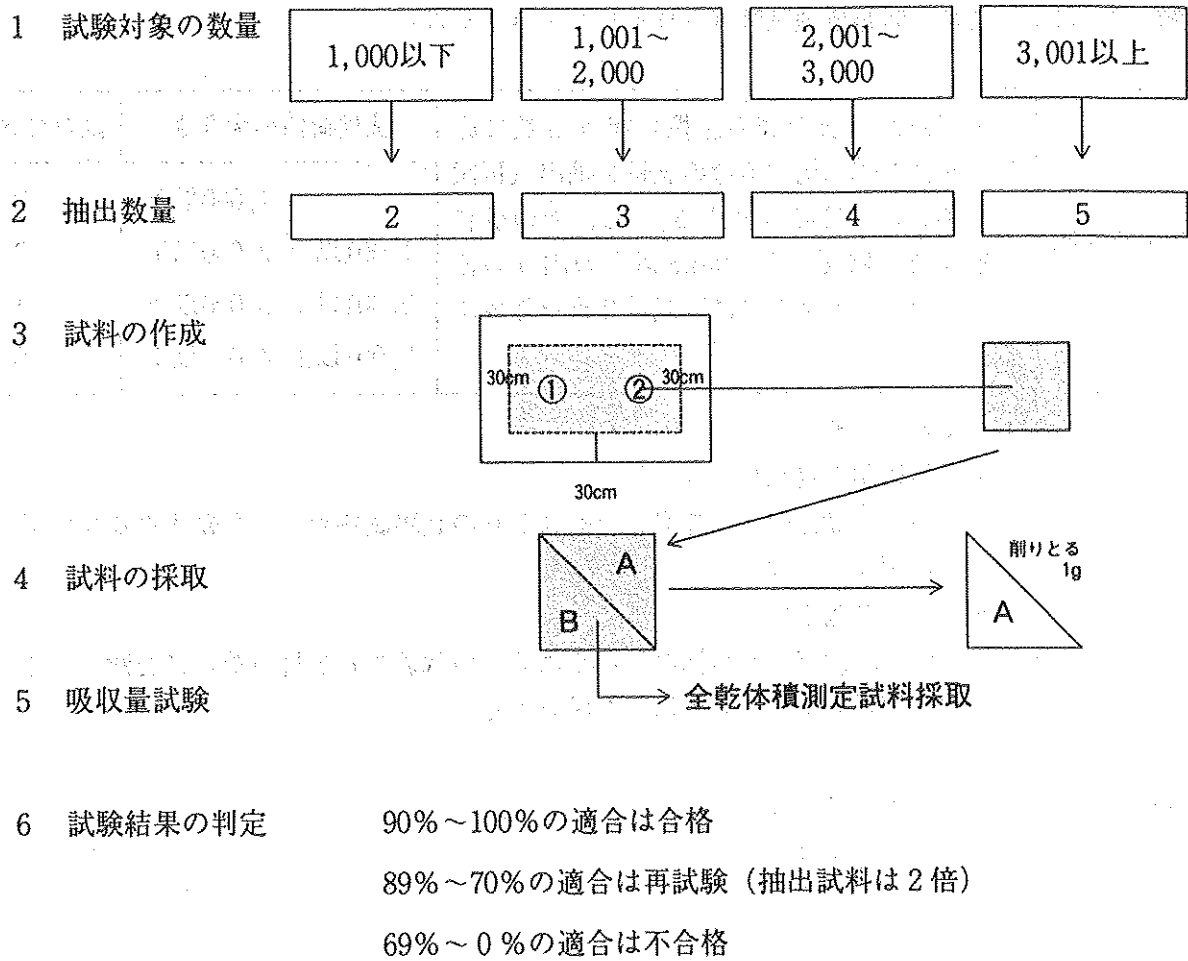 1 試験対象の数量
1,000以下
1,001～
2,000
2,001～
3,000
3,001以上
2 抽出数量
2
3
4
5
3 試料の作成
30cm
①
②
30cm
30cm
4 試料の採取
A
B
削りとる
1g
A
5 吸収量試験
全乾体積測定試料採取
6 試験結果の判定
90%～100%の適合は合格
89%～70%の適合は再試験（抽出試料は2倍）
69%～0%の適合は不合格